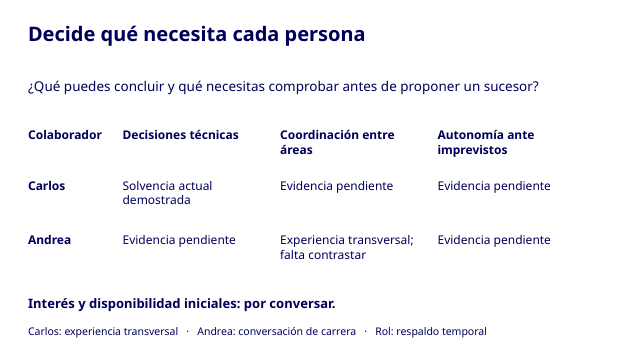 Decide qué necesita cada persona
¿Qué puedes concluir y qué necesitas comprobar antes de proponer un sucesor?
Colaborador Decisiones técnicas Coordinación entre áreas Autonomía ante imprevistos
Carlos Solvencia actual demostrada Evidencia pendiente Evidencia pendiente
Andrea Evidencia pendiente Experiencia transversal; falta contrastar Evidencia pendiente
Interés y disponibilidad iniciales: por conversar.
Carlos: experiencia transversal · Andrea: conversación de carrera · Rol: respaldo temporal